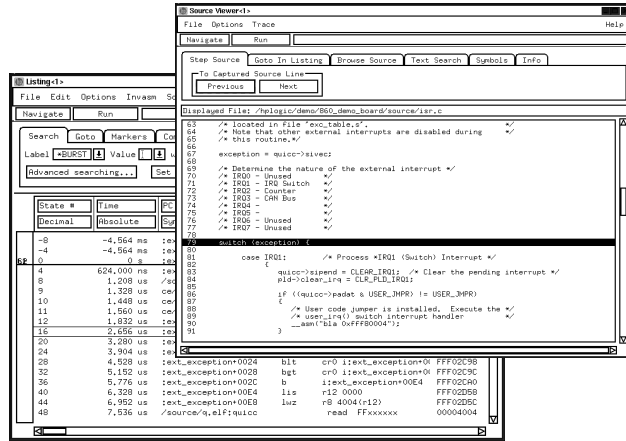 Source Viewer<1>
File Options Trace Help
Navigate Run
Step Source Goto In Listing Browse Source Text Search Symbols Info
To Captured Source Line
Previous Next
Displayed File: /hplogic/demo/860_demo_board/source/isr.c
63 /* located in file 'exc_table.s'. */
64 /* Note that other external interrupts are disabled during */
65 /* this routine.*/
66
67 exception = quicc->sivec;
68
69 /* Determine the nature of the external interrupt */
70 /* IRQ0 - Unused */
71 /* IRQ1 - IRQ Switch */
72 /* IRQ2 - Counter */
73 /* IRQ3 - CAN Bus */
74 /* IRQ4 - */
75 /* IRQ5 - */
76 /* IRQ6 - Unused */
77 /* IRQ7 - Unused */
78
79 switch (exception) {
80
81 case IRQ1: /* Process *IRQ1 (Switch) Interrupt */
82 {
83 quicc->sipend = CLEAR_IRQ1; /* Clear the pending interrupt */
84 pld->clear_irq = CLR_PLD_IRQ1;
85
86 if ((quicc->padat & USER_JMPR) != USER_JMPR)
87 {
88 /* User code jumper is installed. Execute the */
89 /* user_irq() switch interrupt handler */
90 __asm("bla 0xfff80004");
91 }
Listing<1>
File Edit Options Invasm
Navigate Run
Search Goto Markers
Label *BURST Value
Advanced searching... Set
State # Time PC
Decimal Absolute
-8 -4.564 ms :ex
-4 -4.564 ms :ex
0 0 s :ex
4 624.000 ns :ex
8 1.208 us
9 1.328 us ce/
10 1.448 us ce/
11 1.560 us ce/
12 1.832 us :ex
16 2.656 us :ex
20 3.280 us :ex
24 3.904 us :ex
28 4.528 us :ext_exception+0024 blt cr0 FFF02C98
32 5.152 us :ext_exception+0028 bgt cr0 FFF02C9C
36 5.776 us :ext_exception+002C b i:ext_exception+00E4 FFF02CA0
40 6.328 us :ext_exception+00E4 lis r12 0000 FFF02D58
44 6.952 us :ext_exception+00E8 lwz r8 4004(r12) FFF02D5C
48 7.536 us /source/q.elf:quicc read FFxxxxxx 00004004